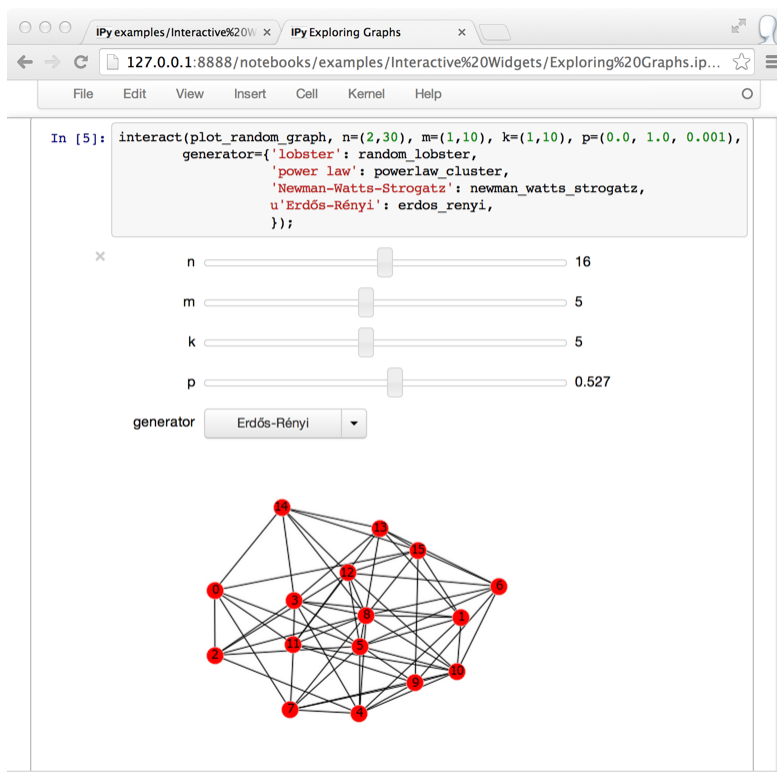 IPy examples/Interactive%20W × IPy Exploring Graphs ×
127.0.0.1:8888/notebooks/examples/Interactive%20Widgets/Exploring%20Graphs.ip...
File Edit View Insert Cell Kernel Help
In [5]: interact(plot_random_graph, n=(2,30), m=(1,10), k=(1,10), p=(0.0, 1.0, 0.001),
generator={'lobster': random_lobster,
'power law': powerlaw_cluster,
'Newman-Watts-Strogatz': newman_watts_strogatz,
u'Erdős-Rényi': erdos_renyi,
});
×
n 16
m 5
k 5
p 0.527
generator Erdős-Rényi
14
13
15
12
6
0
3
8
1
11
5
2
10
9
7
4